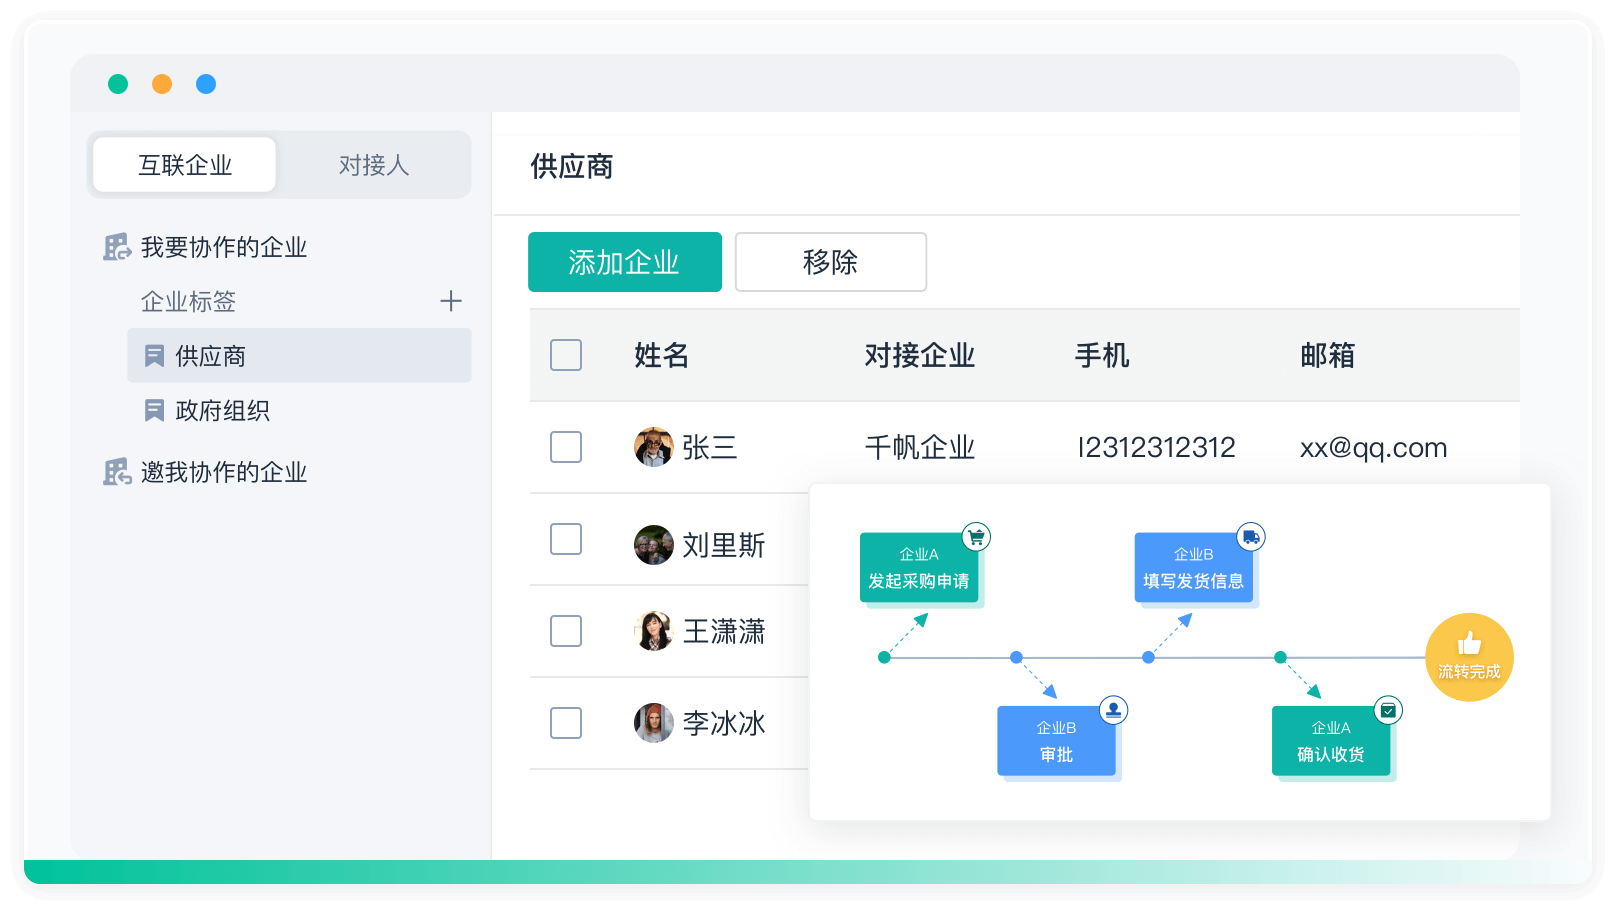 互联企业 对接人
我要协作的企业
企业标签
供应商
政府组织
邀我协作的企业
供应商
添加企业 移除
姓名 对接企业 手机 邮箱
张三 千帆企业 12312312312 xx@qq.com
刘里斯
王潇潇
李冰冰
企业A
发起采购申请
企业B
填写发货信息
流转完成
企业B
审批
企业A
确认收货